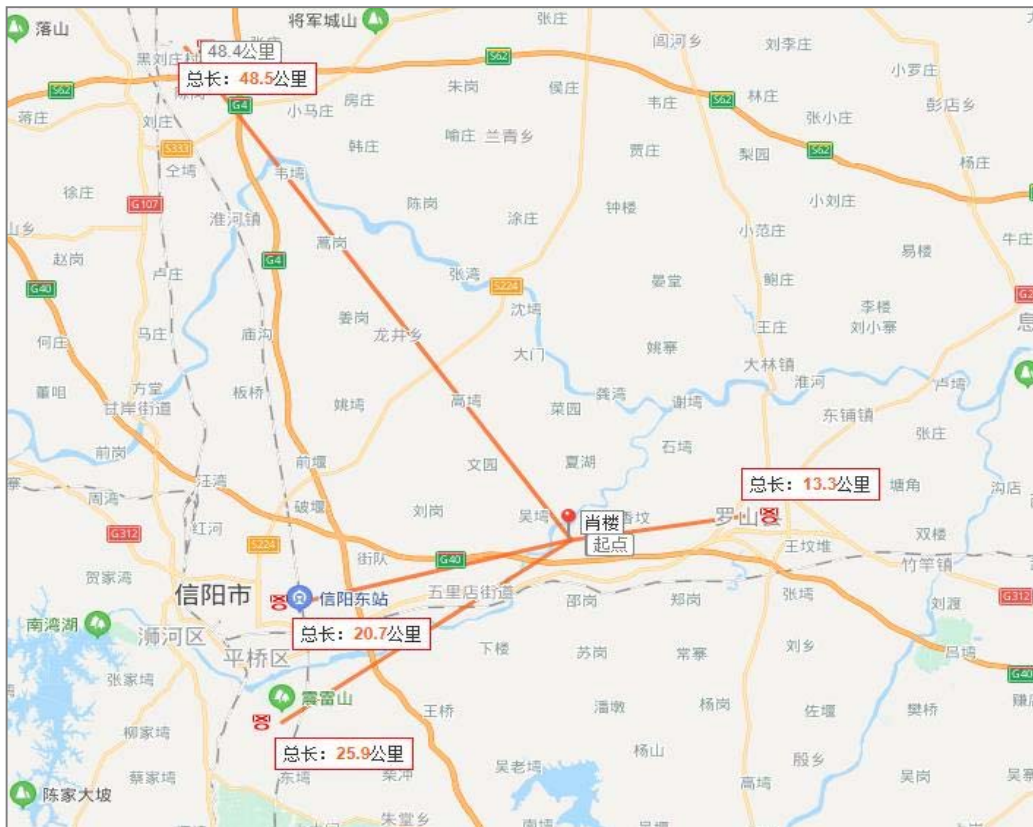 落山
将军城山
张庄
闾河乡
刘李庄
48.4公里
黑刘庄村
总长：48.5公里
S62
小罗庄
S62
朱岗
侯庄
房庄
韦庄
S62
林庄
彭店乡
G4
小马庄
张小庄
蒋庄
刘庄
喻庄
兰青乡
S333
韩庄
贾庄
梨园
S62
杨庄
仝塆
韦塆
徐庄
G107
陈岗
钟楼
小刘庄
淮河镇
涂庄
小范庄
牛庄
蒿岗
易楼
赵岗
卢庄
G4
张湾
晏堂
鲍庄
G40
S224
沈塆
李楼
姜岗
王庄
刘小寨
息
何庄
马庄
庙沟
龙井乡
大门
姚寨
大林镇
淮河
卢塆
董咀
方堂
板桥
姚塆
高塆
龚湾
菜园
谢塆
东铺镇
甘岸街道
张庄
前岗
石塆
前堰
文园
夏湖
汪湾
总长：13.3公里
塘角
沟店
周湾
破堰
刘岗
吴塆
肖楼
香坟
罗山县
双楼
G312
红河
S224
起点
王坟堆
街队
G40
竹竿镇
贺家湾
信阳市
信阳东站
五里店街道
邵岗
郑岗
张塆
G312
刘渡
南湾湖
浉河区
总长：20.7公里
平桥区
下楼
苏岗
常寨
刘乡
吕塆
张家塆
G40
震雷山
王桥
潘墩
杨岗
佐堰
樊桥
柳家塆
总长：25.9公里
杨山
殷乡
蔡家塆
东塆
柴冲
吴老塆
高塆
吴岗
陈家大坡
朱堂乡